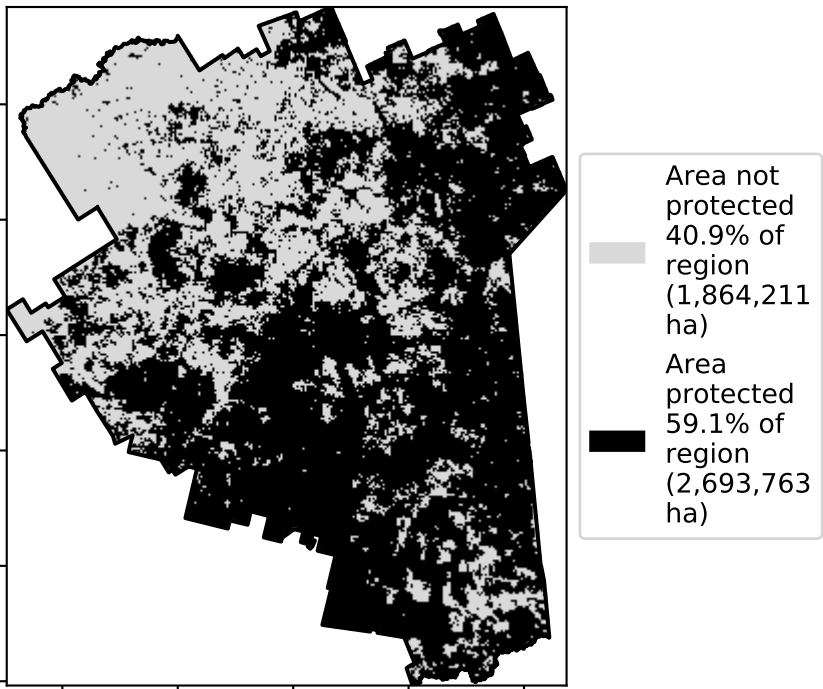 Area not
protected
40.9% of
region
(1,864,211
ha)
Area
protected
59.1% of
region
(2,693,763
ha)